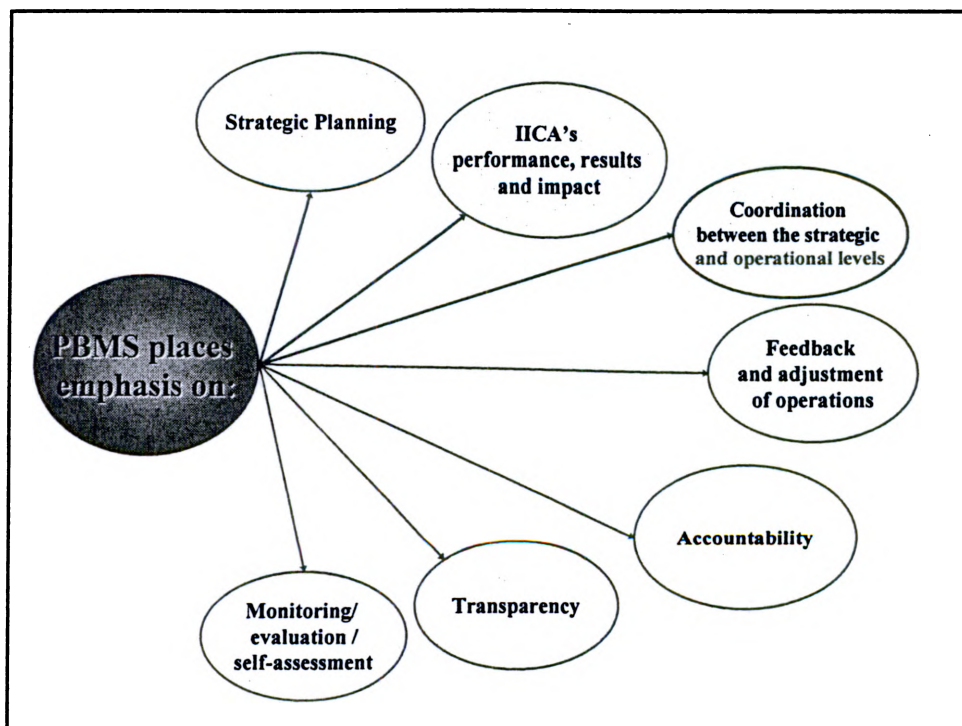 Strategic Planning
IICA's
performance, results
and impact
Coordination
between the strategic
and operational levels
PBMS places
emphasis on:
Feedback
and adjustment
of operations
Accountability
Transparency
Monitoring/
evaluation /
self-assessment